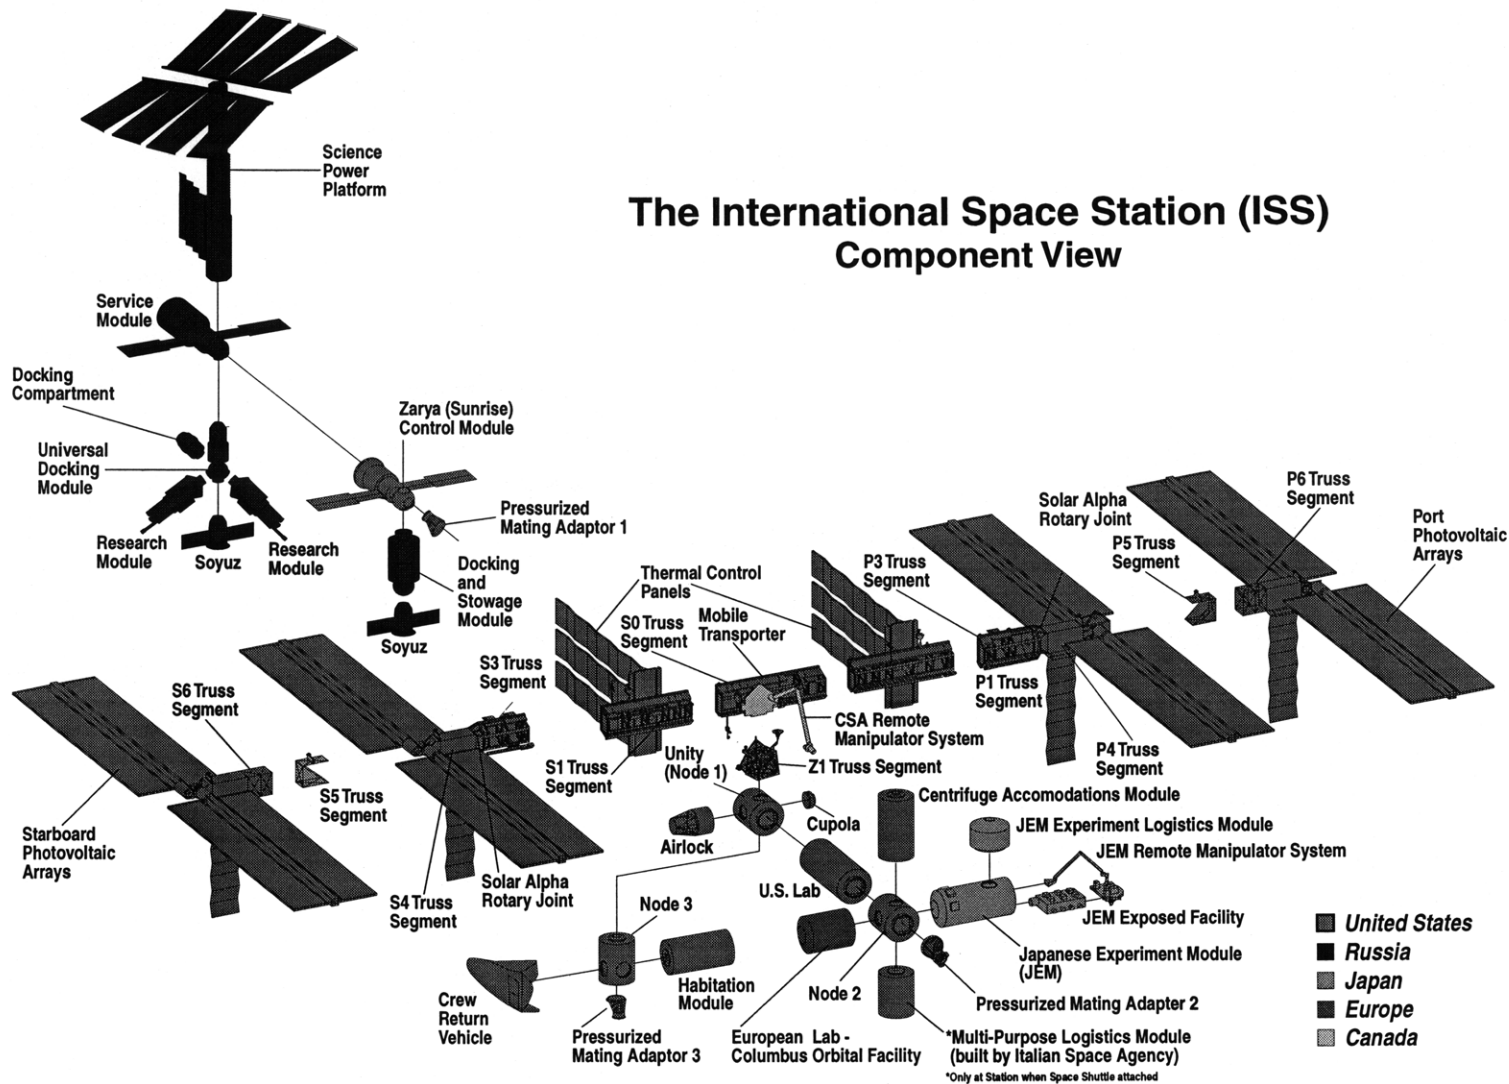 The International Space Station (ISS)
Component View
Science
Power
Platform
Service
Module
Docking
Compartment
Universal
Docking
Module
Research
Module
Soyuz
Research
Module
Zarya (Sunrise)
Control Module
Pressurized
Mating Adaptor 1
Docking
and
Stowage
Module
Soyuz
Thermal Control
Panels
S0 Truss
Segment
Mobile
Transporter
P3 Truss
Segment
Solar Alpha
Rotary Joint
P5 Truss
Segment
P6 Truss
Segment
Port
Photovoltaic
Arrays
S6 Truss
Segment
S3 Truss
Segment
P1 Truss
Segment
CSA Remote
Manipulator System
P4 Truss
Segment
S5 Truss
Segment
S1 Truss
Segment
Unity
(Node 1)
Z1 Truss Segment
Starboard
Photovoltaic
Arrays
S4 Truss
Segment
Solar Alpha
Rotary Joint
Airlock
Cupola
Centrifuge Accomodations Module
JEM Experiment Logistics Module
JEM Remote Manipulator System
U.S. Lab
JEM Exposed Facility
Node 3
Japanese Experiment Module
(JEM)
Habitation
Module
Node 2
Pressurized Mating Adapter 2
Crew
Return
Vehicle
Pressurized
Mating Adaptor 3
European Lab -
Columbus Orbital Facility
*Multi-Purpose Logistics Module
(built by Italian Space Agency)
*Only at Station when Space Shuttle attached
United States
Russia
Japan
Europe
Canada